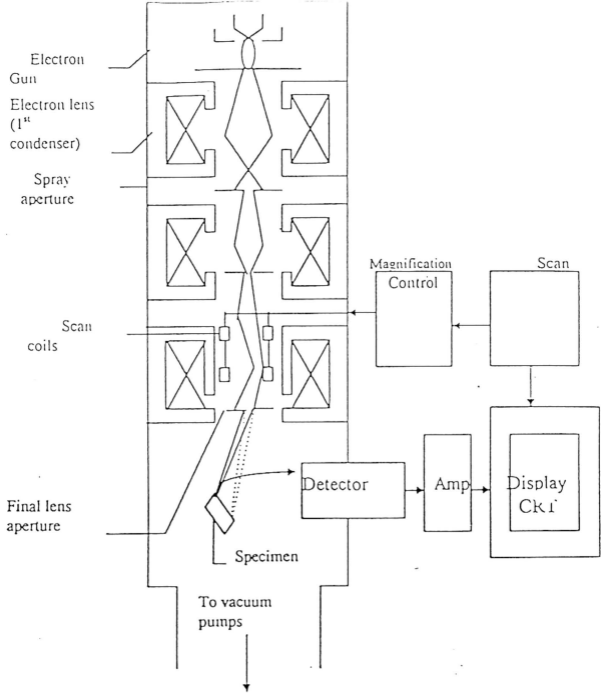 Electron
Gun
Electron lens
(1st
condenser)
Spray
aperture
Magnification
Control
Scan
Scan
coils
Detector
Amp
Display
CRT
Final lens
aperture
Specimen
To vacuum
pumps